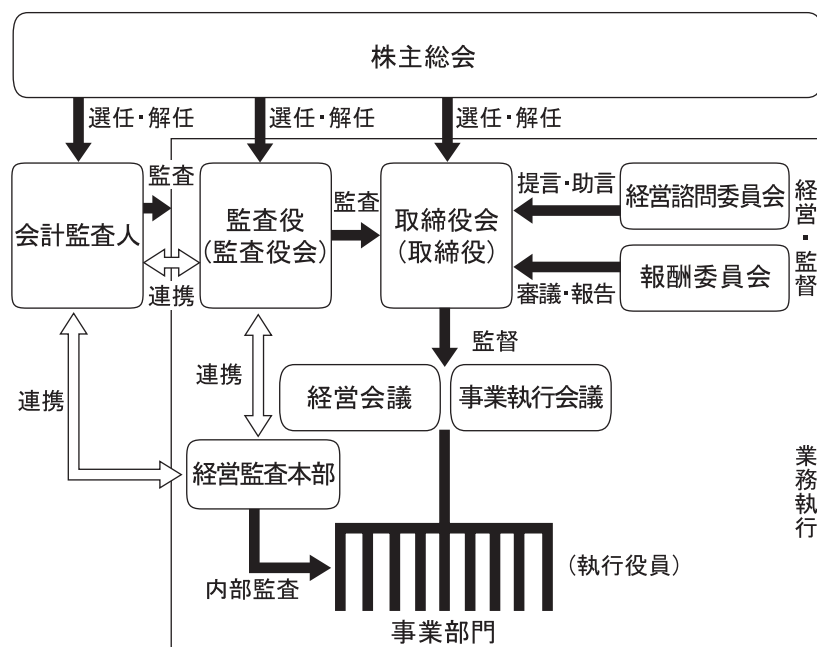 株主総会
選任・解任
選任・解任
選任・解任
監査
会計監査人
監査役
(監査役会)
監査
取締役会
(取締役)
提言・助言
経営諮問委員会
審議・報告
報酬委員会
経営・監督
連携
監督
連携
連携
経営会議
事業執行会議
経営監査本部
業務執行
内部監査
(執行役員)
事業部門